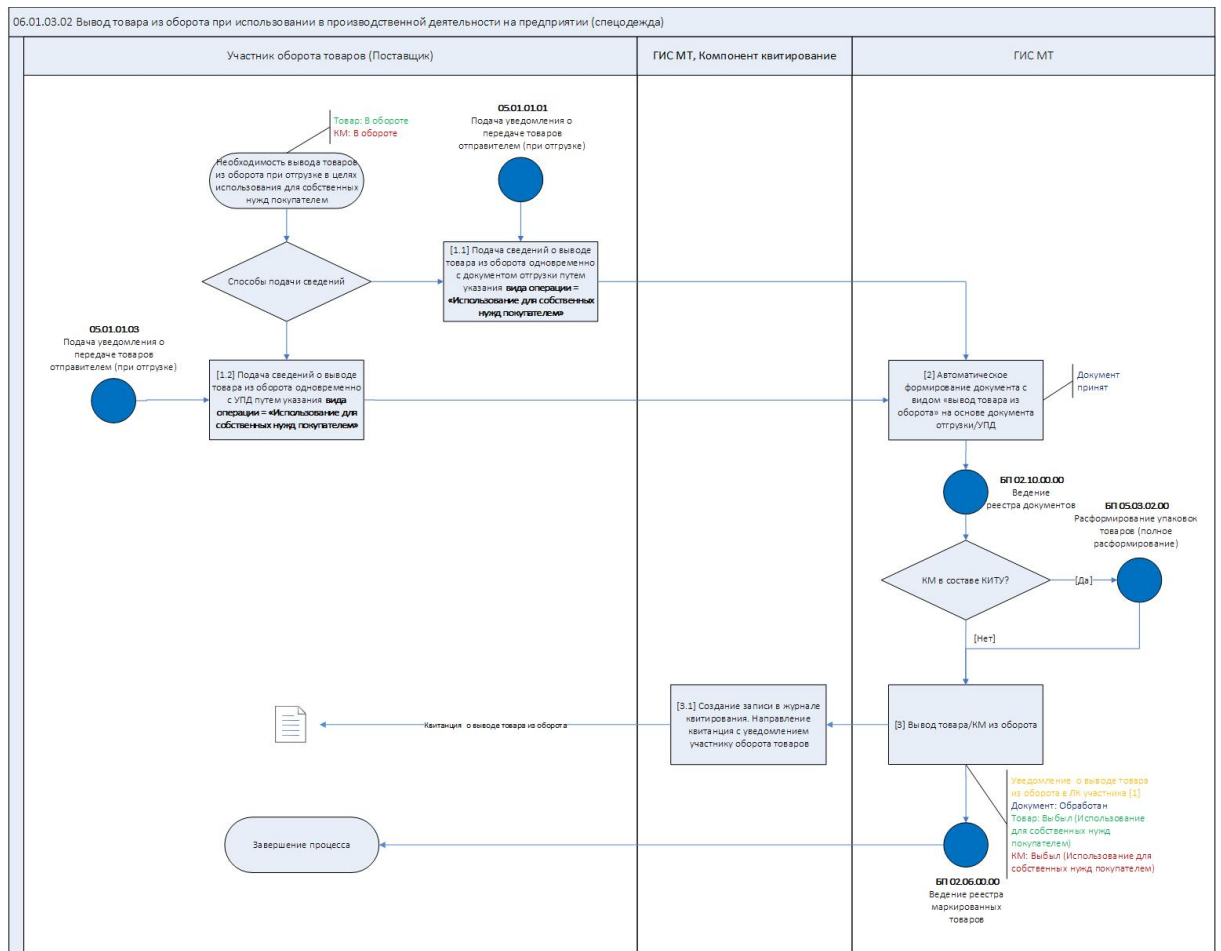 06.01.03.02 Вывод товара из оборота при использовании в производственной деятельности на предприятии (спецодежда)
Участник оборота товаров (Поставщик)
ГИС МТ, Компонент квитирование
ГИС МТ
Товар: В обороте
КМ: В обороте
Необходимость вывода товаров
из оборота при отгрузке в целях
использования для собственных
нужд покупателем
05.01.01.01
Подача уведомления о
передаче товаров
отправителем (при отгрузке)
Способы подачи сведений
[1.1] Подача сведений о выводе
товара из оборота одновременно
с документом отгрузки путем
указания вида операции =
«Использование для собственных
нужд покупателем»
05.01.01.03
Подача уведомления о
передаче товаров
отправителем (при отгрузке)
[1.2] Подача сведений о выводе
товара из оборота одновременно
с УПД путем указания вида
операции = «Использование для
собственных нужд покупателем»
[2] Автоматическое
формирование документа с
видом «вывод товара из
оборота» на основе документа
отгрузки/УПД
Документ
принят
БП 02.10.00.00
Ведение
реестра документов
БП 05.03.02.00
Расформирование упаковок
товаров (полное
расформирование)
КМ в составе КИТУ?
[Да]
[Нет]
[3] Вывод товара/КМ из оборота
[3.1] Создание записи в журнале
квитирования. Направление
квитанция с уведомлением
участнику оборота товаров
Квитанция о выводе товара из оборота
Уведомление о выводе товара
из оборота в ЛК участника [1]
Документ: Обработан
Товар: Выбыл (Использование
для собственных нужд
покупателем)
КМ: Выбыл (Использование для
собственных нужд покупателем)
Завершение процесса
БП 02.06.00.00
Ведение реестра
маркированных
товаров